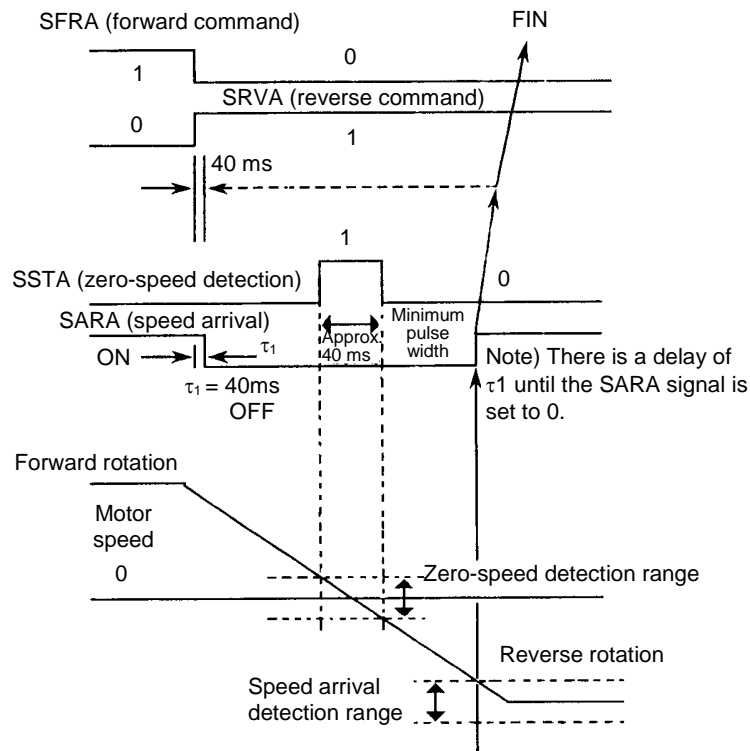 SFRA (forward command)
FIN
1
0
SRVA (reverse command)
0
1
40 ms
1
SSTA (zero-speed detection)
0
SARA (speed arrival)
Approx.
40 ms
Minimum
pulse
width
ON
τ1
τ1 = 40ms
OFF
Note) There is a delay of
τ1 until the SARA signal is
set to 0.
Forward rotation
Motor
speed
0
Zero-speed detection range
Reverse rotation
Speed arrival
detection range